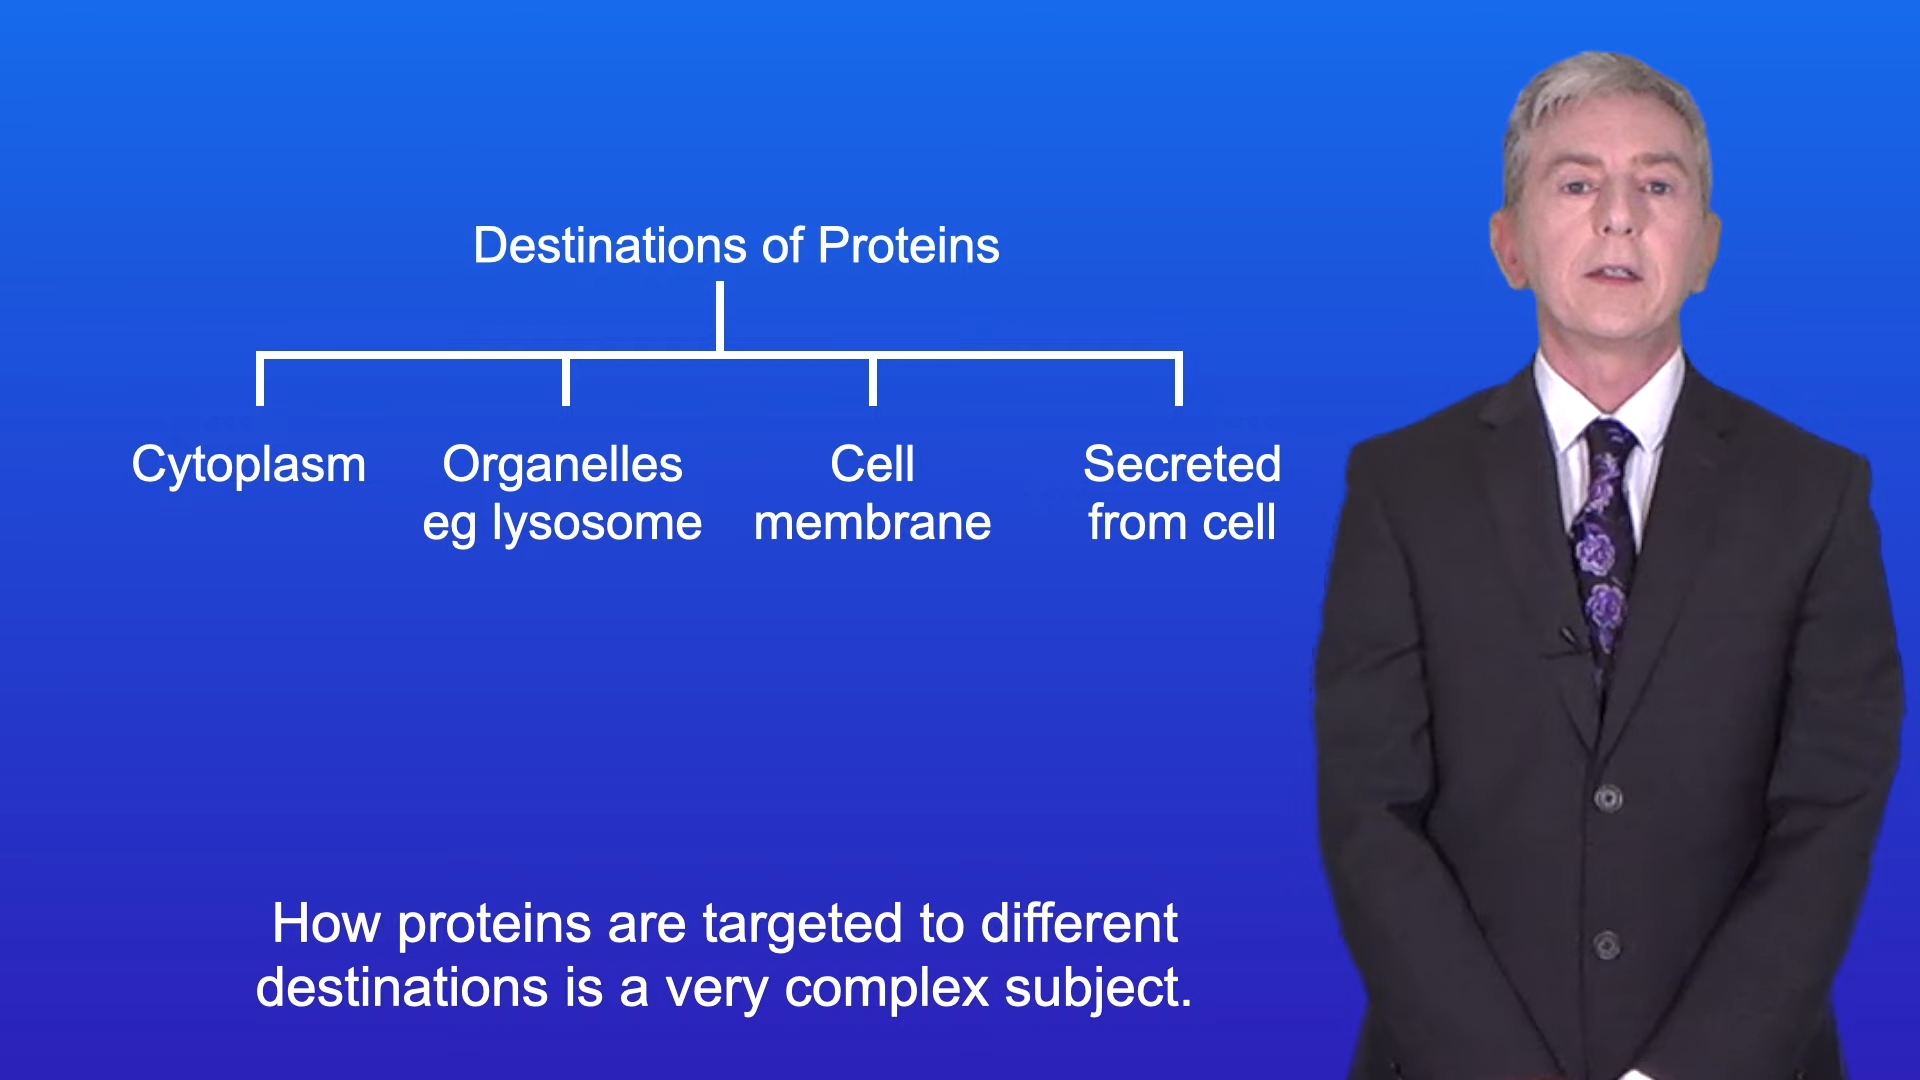 Destinations of Proteins
Cytoplasm
Organelles
eg lysosome
Cell
membrane
Secreted
from cell
How proteins are targeted to different
destinations is a very complex subject.